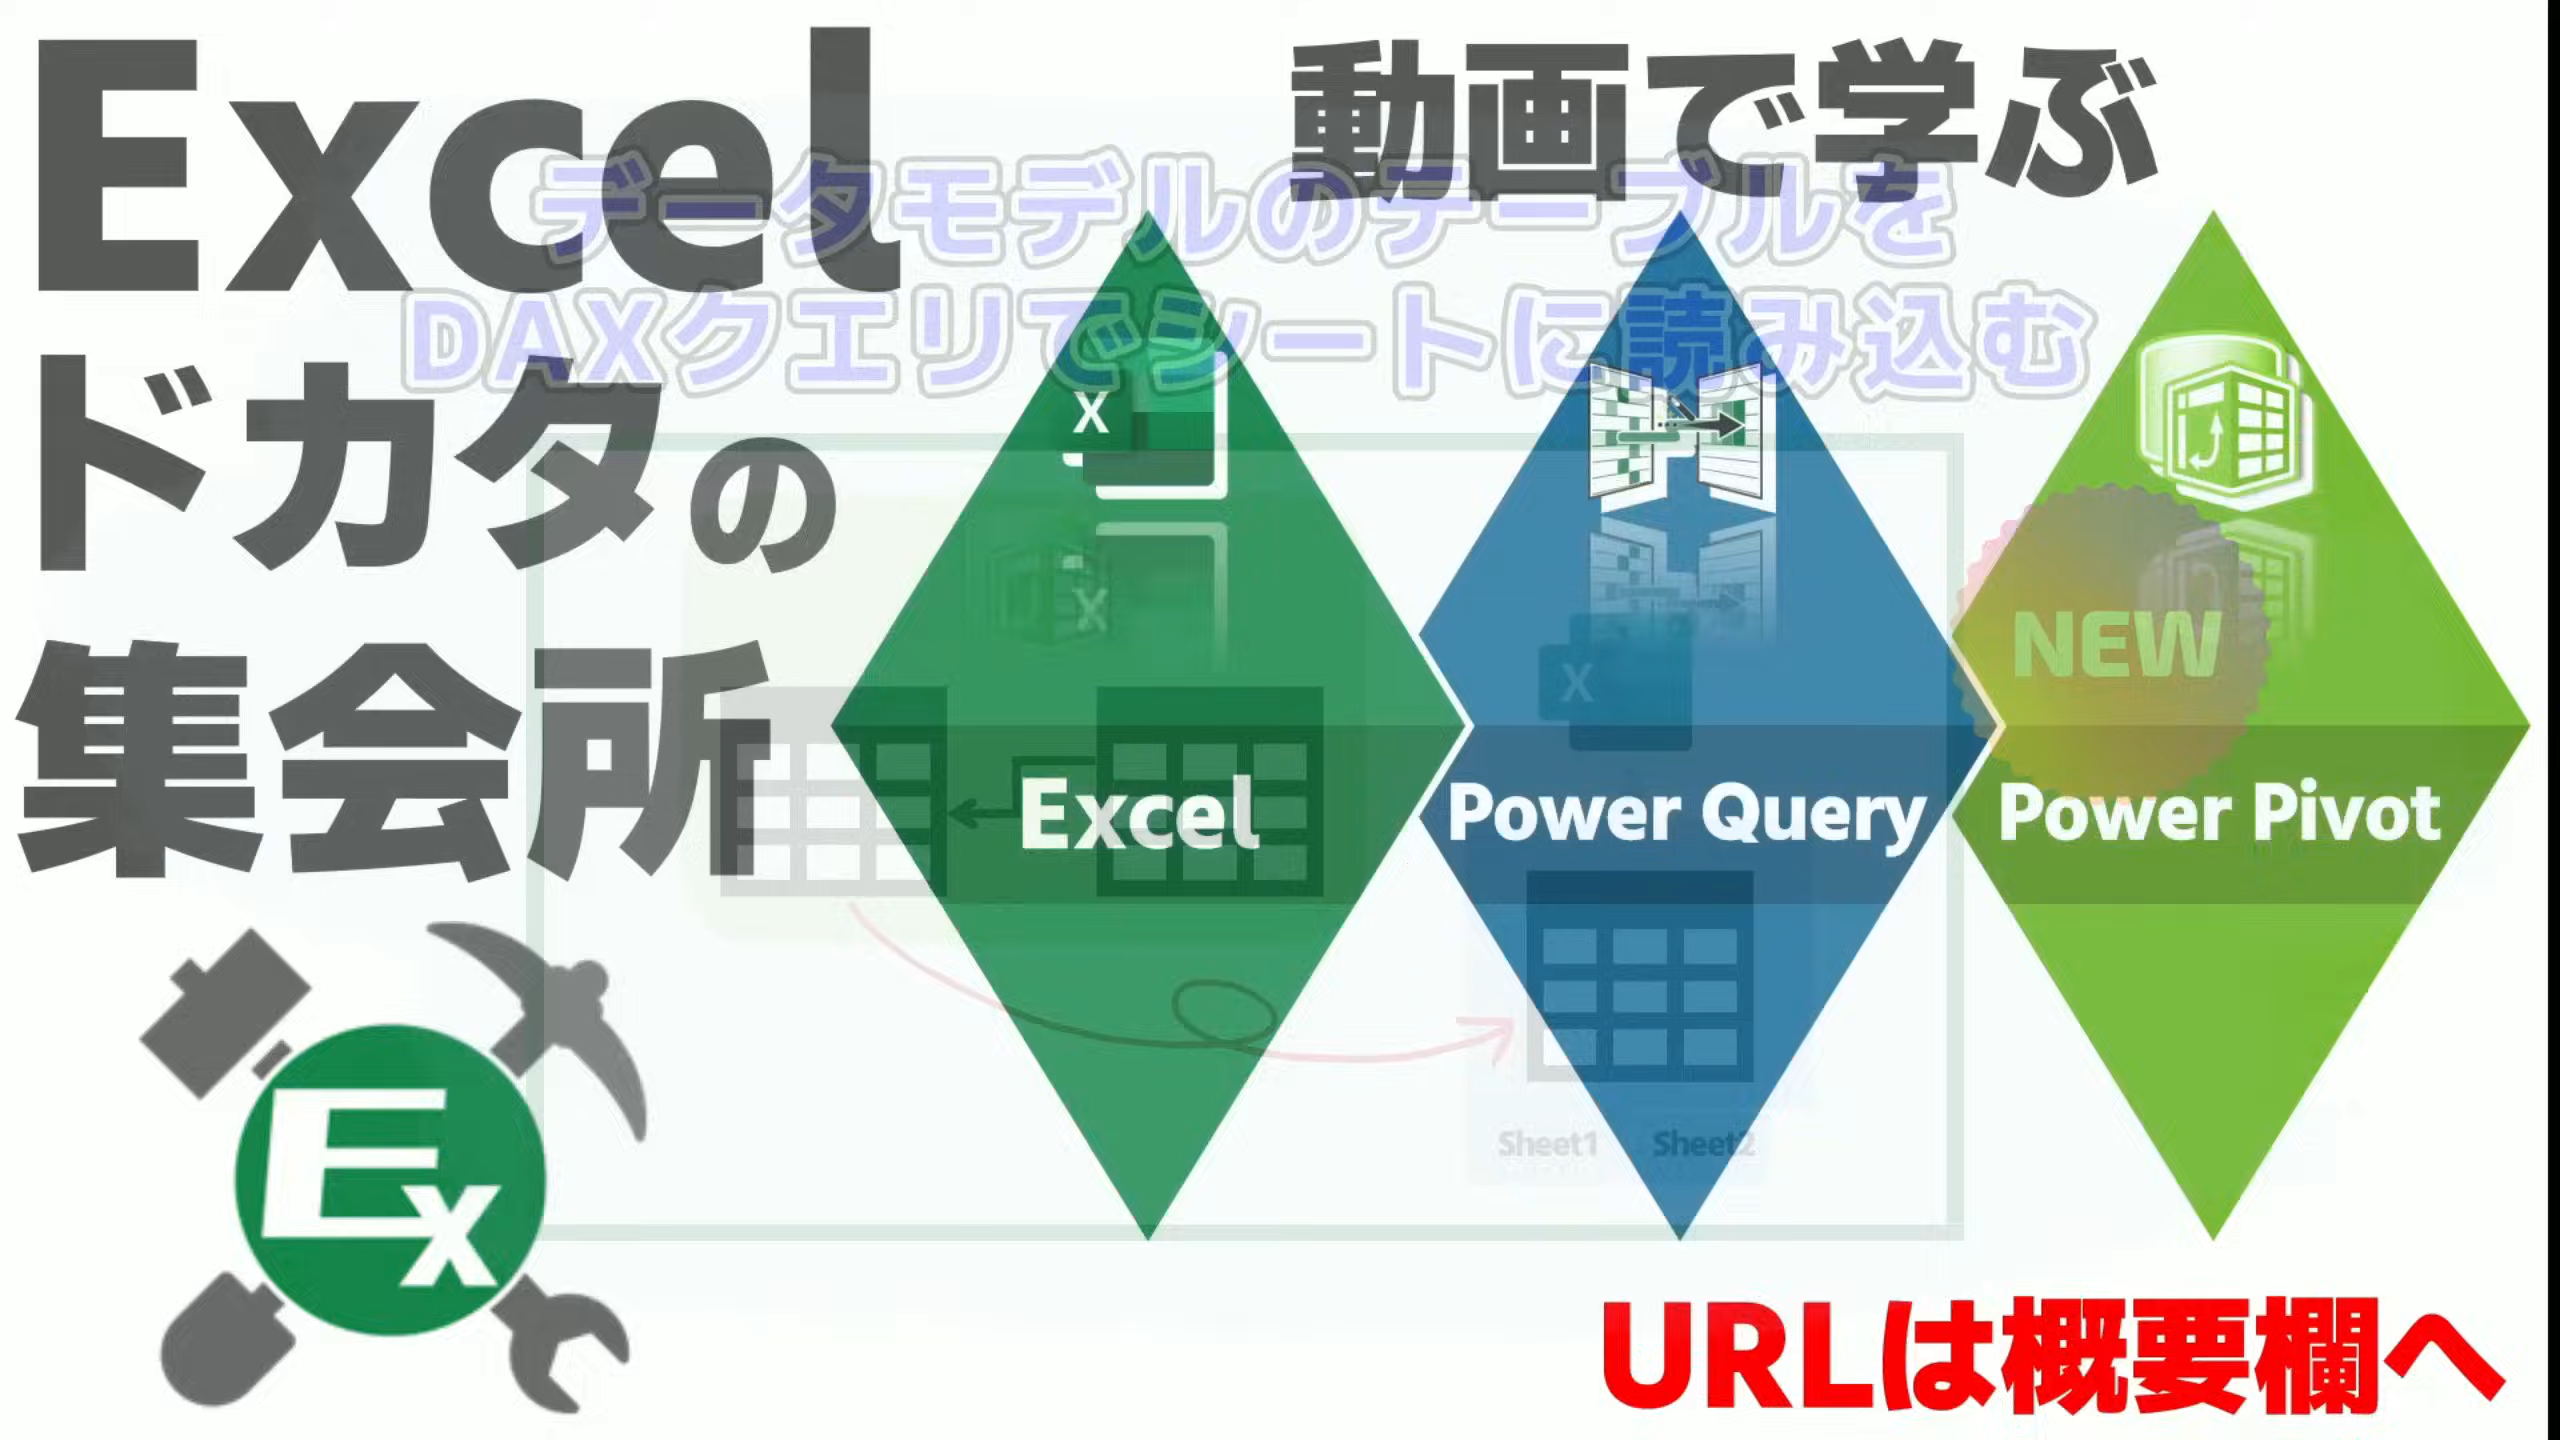 Excel
ドカタの
集会所
動画で学ぶ
データモデルのテーブルを
DAXクエリでシートに読み込む
X
X
X
NEW
Excel
Power Query
Power Pivot
Sheet1
Sheet2
Ex
URLは概要欄へ